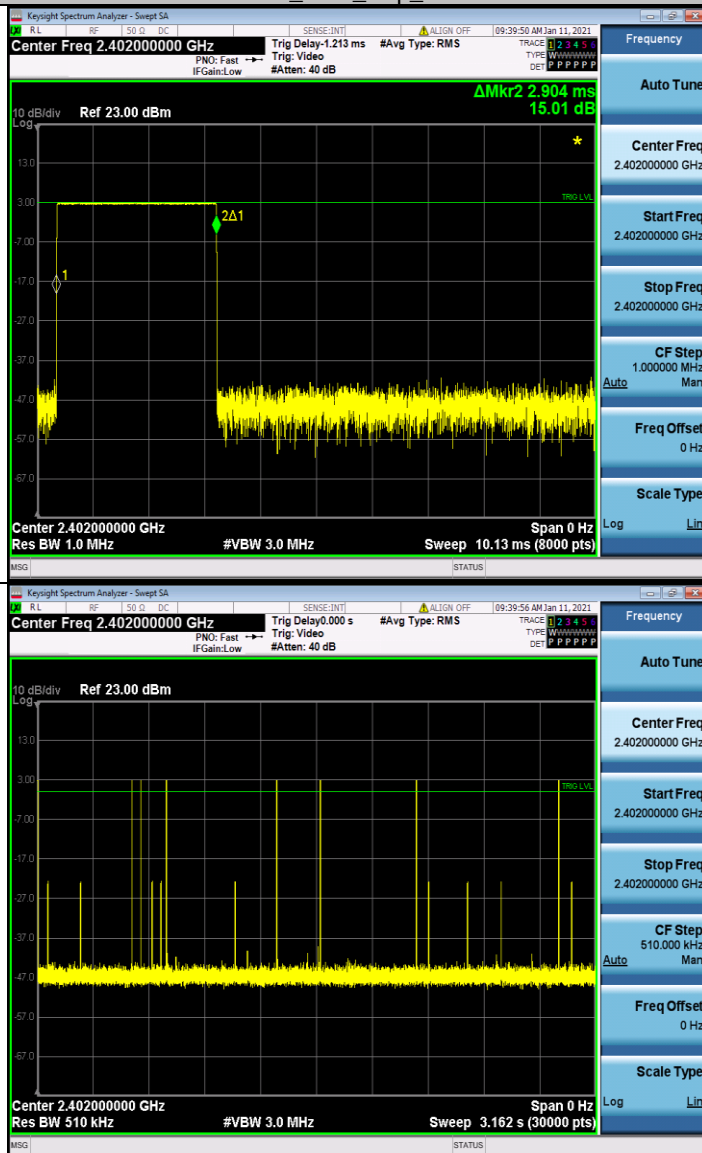 Keysight Spectrum Analyzer - Swept SA
RL RF 50 Ω DC SENSE:INT ALIGN OFF 09:39:50 AM Jan 11, 2021
Center Freq 2.402000000 GHz
PNO: Fast
IFGain:Low
Trig Delay-1.213 ms
Trig: Video
#Atten: 40 dB
#Avg Type: RMS
TRACE 1 2 3 4 5 6
TYPE WWWWWW
DET P P P P P P
Frequency
ΔMkr2 2.904 ms
15.01 dB
10 dB/div Ref 23.00 dBm
Log
13.0
3.00
-7.00
-17.0
-27.0
-37.0
-47.0
-57.0
-67.0
TRIG LVL
*
2Δ1
1
Center 2.402000000 GHz Span 0 Hz
Res BW 1.0 MHz #VBW 3.0 MHz Sweep 10.13 ms (8000 pts)
MSG STATUS
Auto Tune
Center Freq
2.402000000 GHz
Start Freq
2.402000000 GHz
Stop Freq
2.402000000 GHz
CF Step
1.000000 MHz
Auto Man
Freq Offset
0 Hz
Scale Type
Log Lin
Keysight Spectrum Analyzer - Swept SA
RL RF 50 Ω DC SENSE:INT ALIGN OFF 09:39:56 AM Jan 11, 2021
Center Freq 2.402000000 GHz
PNO: Fast
IFGain:Low
Trig Delay0.000 s
Trig: Video
#Atten: 40 dB
#Avg Type: RMS
TRACE 1 2 3 4 5 6
TYPE WWWWWW
DET P P P P P P
Frequency
10 dB/div Ref 23.00 dBm
Log
13.0
3.00
-7.00
-17.0
-27.0
-37.0
-47.0
-57.0
-67.0
TRIG LVL
Center 2.402000000 GHz Span 0 Hz
Res BW 510 kHz #VBW 3.0 MHz Sweep 3.162 s (30000 pts)
MSG STATUS
Auto Tune
Center Freq
2.402000000 GHz
Start Freq
2.402000000 GHz
Stop Freq
2.402000000 GHz
CF Step
510.000 kHz
Auto Man
Freq Offset
0 Hz
Scale Type
Log Lin